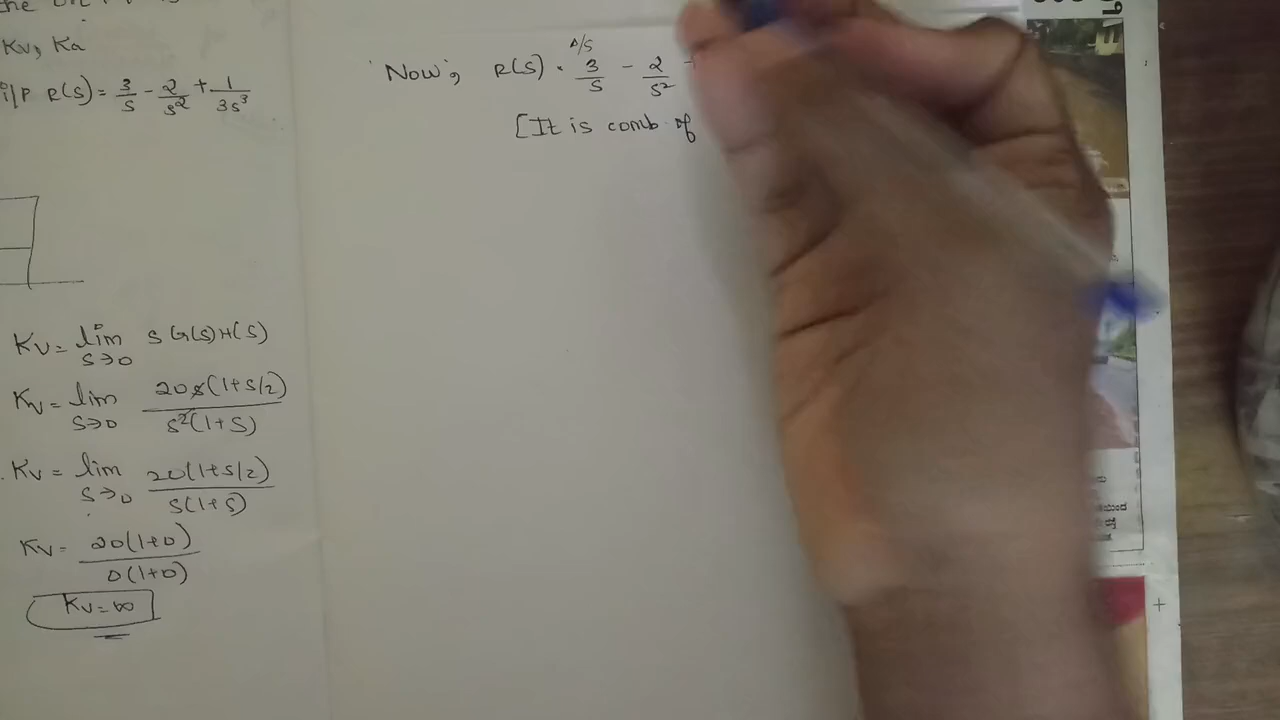 Kv, Ka
i/p R(s) = 3/s - 2/s² + 1/3s³
Kv = lim s→0 s G(s) H(s)
Kv = lim s→0 20s(1+s/2) / s²(1+s)
Kv = lim s→0 20(1+s/2) / s(1+s)
Kv = 20(1+0) / 0(1+0)
Kv = ∞
Now, R(s) = A/s 3/s - 2/s²
[It is comb. of